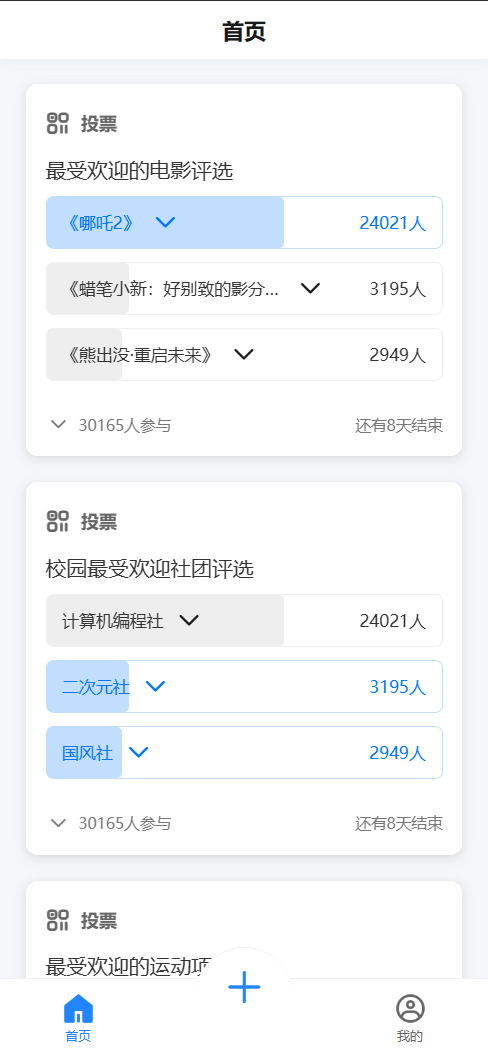 首页
投票
最受欢迎的电影评选
《哪吒2》 24021人
《蜡笔小新：好别致的影分... 3195人
《熊出没·重启未来》 2949人
30165人参与 还有8天结束
投票
校园最受欢迎社团评选
计算机编程社 24021人
二次元社 3195人
国风社 2949人
30165人参与 还有8天结束
投票
最受欢迎的运动项
首页 我的